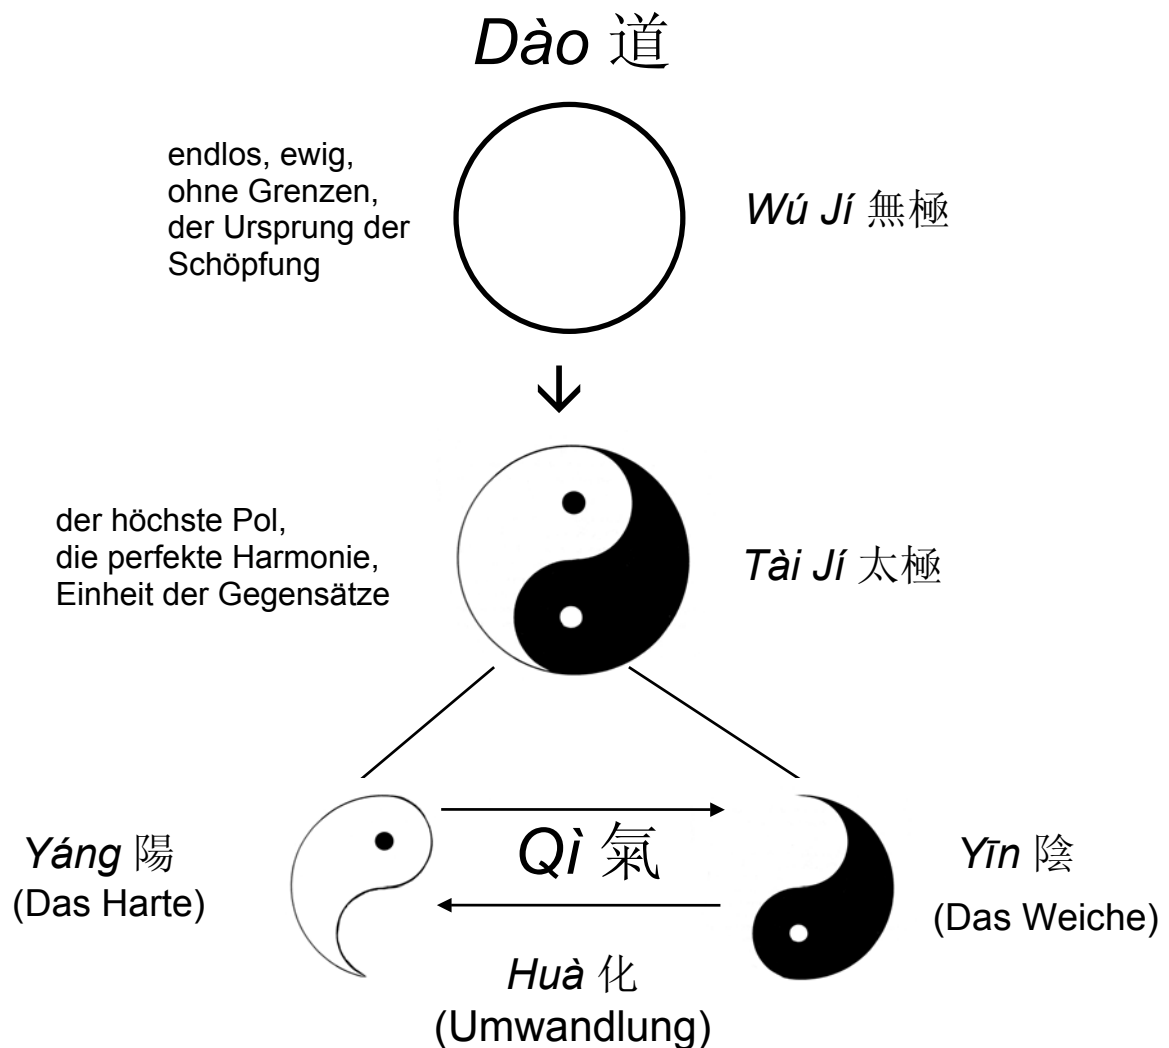 Dào 道
endlos, ewig,
ohne Grenzen,
der Ursprung der
Schöpfung
Wú Jí 無極
der höchste Pol,
die perfekte Harmonie,
Einheit der Gegensätze
Tài Jí 太極
Yáng 陽
(Das Harte)
Qì 氣
Yīn 陰
(Das Weiche)
Huà 化
(Umwandlung)